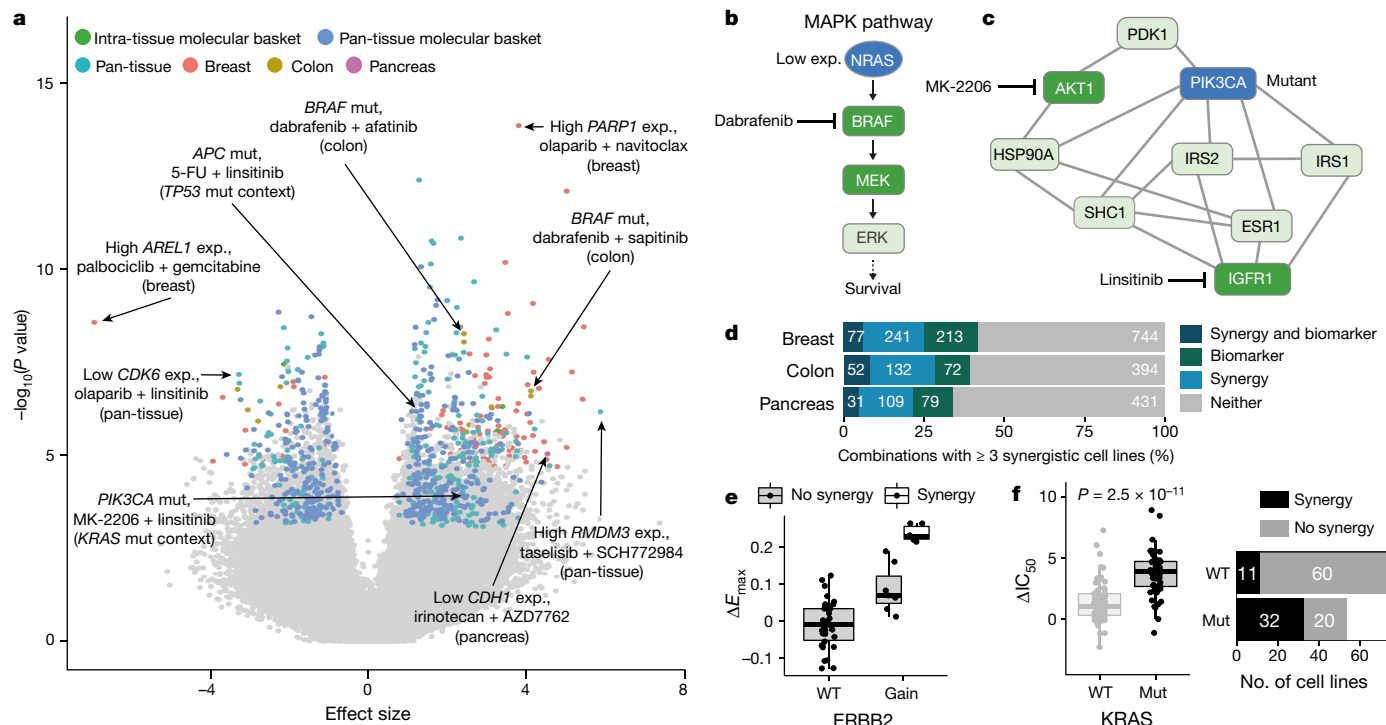 a
Intra-tissue molecular basket
Pan-tissue molecular basket
Pan-tissue
Breast
Colon
Pancreas
–log10(P value)
15
10
5
0
–4
0
4
8
Effect size
BRAF mut,
dabrafenib + afatinib
(colon)
High PARP1 exp.,
olaparib + navitoclax
(breast)
APC mut,
5-FU + linsitinib
(TP53 mut context)
BRAF mut,
dabrafenib + sapitinib
(colon)
High AREL1 exp.,
palbociclib + gemcitabine
(breast)
Low CDK6 exp.,
olaparib + linsitinib
(pan-tissue)
PIK3CA mut,
MK-2206 + linsitinib
(KRAS mut context)
High RMDM3 exp.,
taselisib + SCH772984
(pan-tissue)
Low CDH1 exp.,
irinotecan + AZD7762
(pancreas)
b
MAPK pathway
Low exp.
NRAS
Dabrafenib
BRAF
MEK
ERK
Survival
c
PDK1
MK-2206
AKT1
PIK3CA
Mutant
HSP90A
IRS2
IRS1
SHC1
ESR1
Linsitinib
IGFR1
d
Breast
77
241
213
744
Colon
52
132
72
394
Pancreas
31
109
79
431
0
25
50
75
100
Combinations with ≥ 3 synergistic cell lines (%)
Synergy and biomarker
Biomarker
Synergy
Neither
e
No synergy
Synergy
ΔEmax
0.2
0.1
0
–0.1
WT
Gain
ERBB2
f
P = 2.5 × 10–11
ΔIC50
10
5
0
WT
Mut
KRAS
Synergy
No synergy
WT
11
60
Mut
32
20
0
20
40
60
No. of cell lines